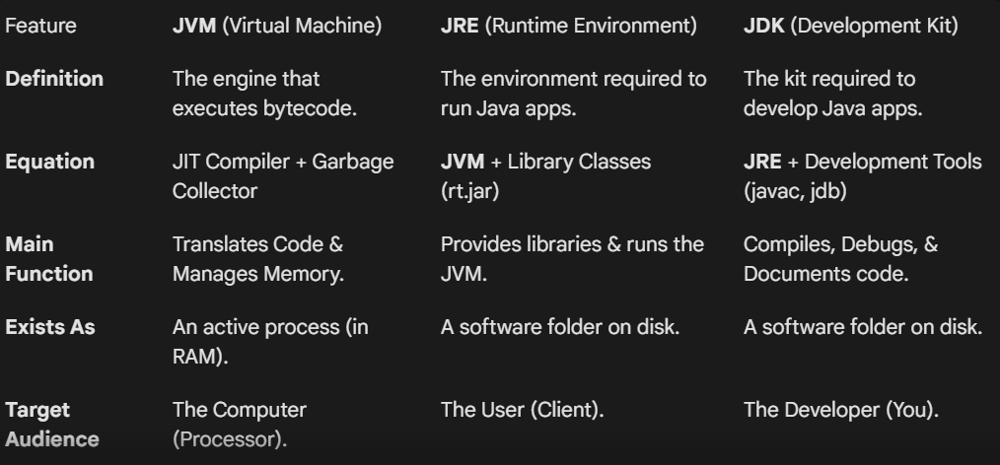 Feature JVM (Virtual Machine) JRE (Runtime Environment) JDK (Development Kit)
Definition The engine that The environment required to The kit required to
executes bytecode. run Java apps. develop Java apps.
Equation JIT Compiler + Garbage JVM + Library Classes JRE + Development Tools
Collector (rt.jar) (javac, jdb)
Main Translates Code & Provides libraries & runs the Compiles, Debugs, &
Function Manages Memory. JVM. Documents code.
Exists As An active process (in A software folder on disk. A software folder on disk.
RAM).
Target The Computer The User (Client). The Developer (You).
Audience (Processor).